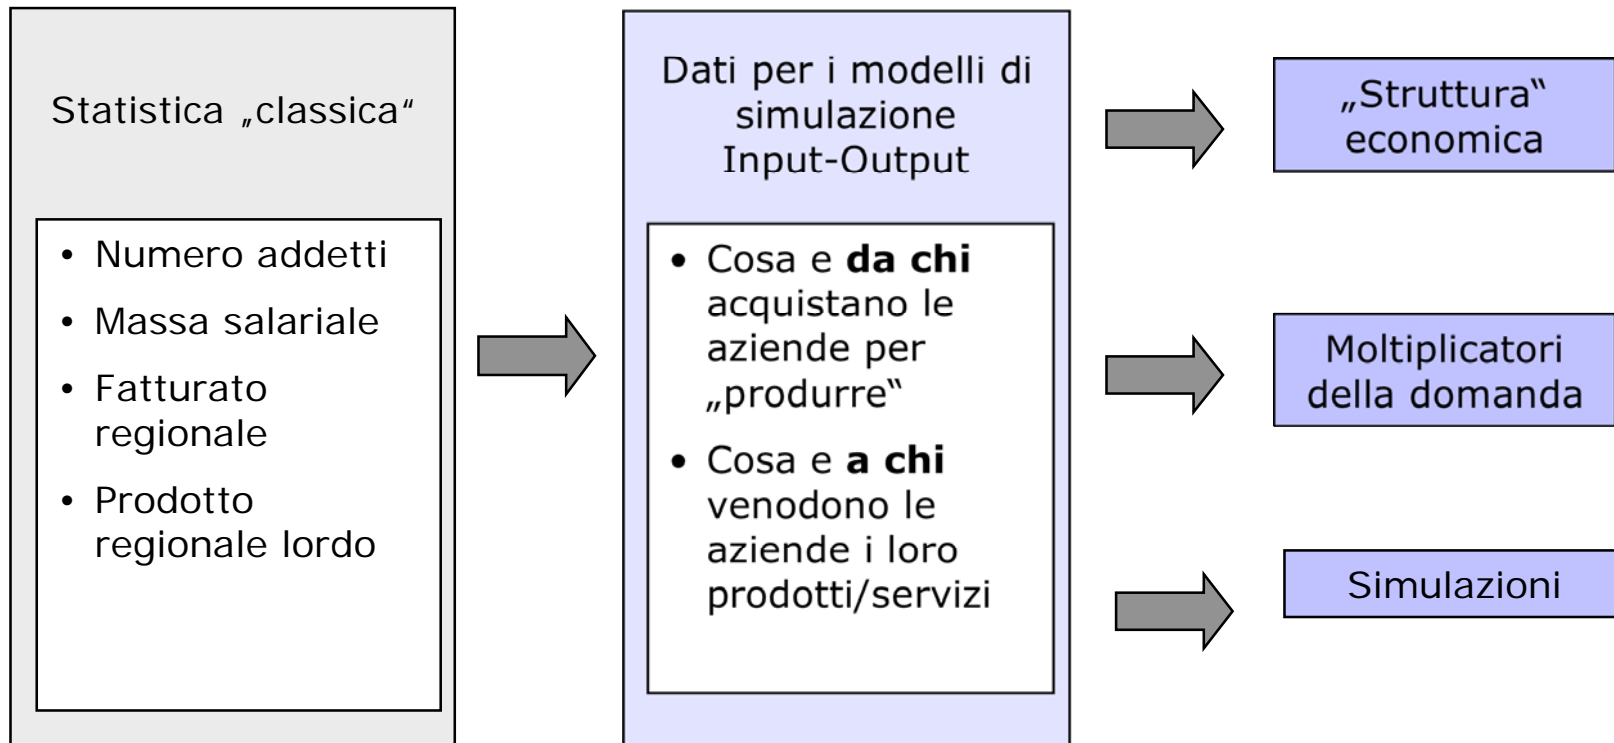 Statistica „classica“
• Numero addetti
• Massa salariale
• Fatturato
regionale
• Prodotto
regionale lordo
Dati per i modelli di
simulazione
Input-Output
• Cosa e da chi
acquistano le
aziende per
„produrre“
• Cosa e a chi
venodono le
aziende i loro
prodotti/servizi
„Struttura“
economica
Moltiplicatori
della domanda
Simulazioni